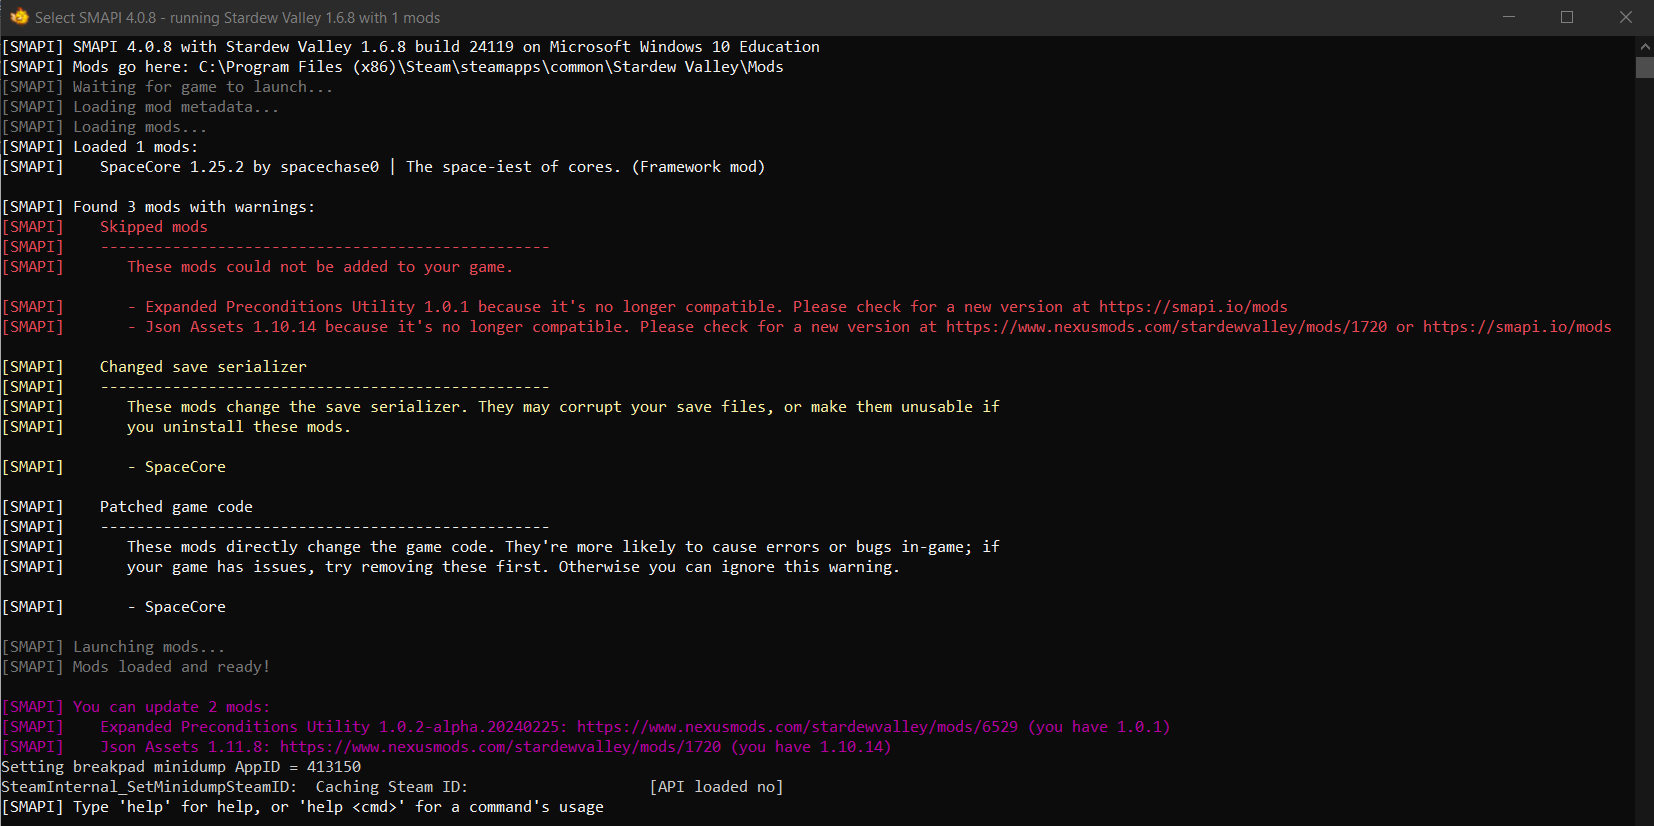 Select SMAPI 4.0.8 - running Stardew Valley 1.6.8 with 1 mods
[SMAPI] SMAPI 4.0.8 with Stardew Valley 1.6.8 build 24119 on Microsoft Windows 10 Education
[SMAPI] Mods go here: C:\Program Files (x86)\Steam\steamapps\common\Stardew Valley\Mods
[SMAPI] Waiting for game to launch...
[SMAPI] Loading mod metadata...
[SMAPI] Loading mods...
[SMAPI] Loaded 1 mods:
[SMAPI]    SpaceCore 1.25.2 by spacechase0 | The space-iest of cores. (Framework mod)
[SMAPI] Found 3 mods with warnings:
[SMAPI]    Skipped mods
[SMAPI]    --------------------------------------------------
[SMAPI]       These mods could not be added to your game.
[SMAPI]       - Expanded Preconditions Utility 1.0.1 because it's no longer compatible. Please check for a new version at https://smapi.io/mods
[SMAPI]       - Json Assets 1.10.14 because it's no longer compatible. Please check for a new version at https://www.nexusmods.com/stardewvalley/mods/1720 or https://smapi.io/mods
[SMAPI]    Changed save serializer
[SMAPI]    --------------------------------------------------
[SMAPI]       These mods change the save serializer. They may corrupt your save files, or make them unusable if
[SMAPI]       you uninstall these mods.
[SMAPI]       - SpaceCore
[SMAPI]    Patched game code
[SMAPI]    --------------------------------------------------
[SMAPI]       These mods directly change the game code. They're more likely to cause errors or bugs in-game; if
[SMAPI]       your game has issues, try removing these first. Otherwise you can ignore this warning.
[SMAPI]       - SpaceCore
[SMAPI] Launching mods...
[SMAPI] Mods loaded and ready!
[SMAPI] You can update 2 mods:
[SMAPI]    Expanded Preconditions Utility 1.0.2-alpha.20240225: https://www.nexusmods.com/stardewvalley/mods/6529 (you have 1.0.1)
[SMAPI]    Json Assets 1.11.8: https://www.nexusmods.com/stardewvalley/mods/1720 (you have 1.10.14)
Setting breakpad minidump AppID = 413150
SteamInternal_SetMinidumpSteamID:  Caching Steam ID:                    [API loaded no]
[SMAPI] Type 'help' for help, or 'help <cmd>' for a command's usage